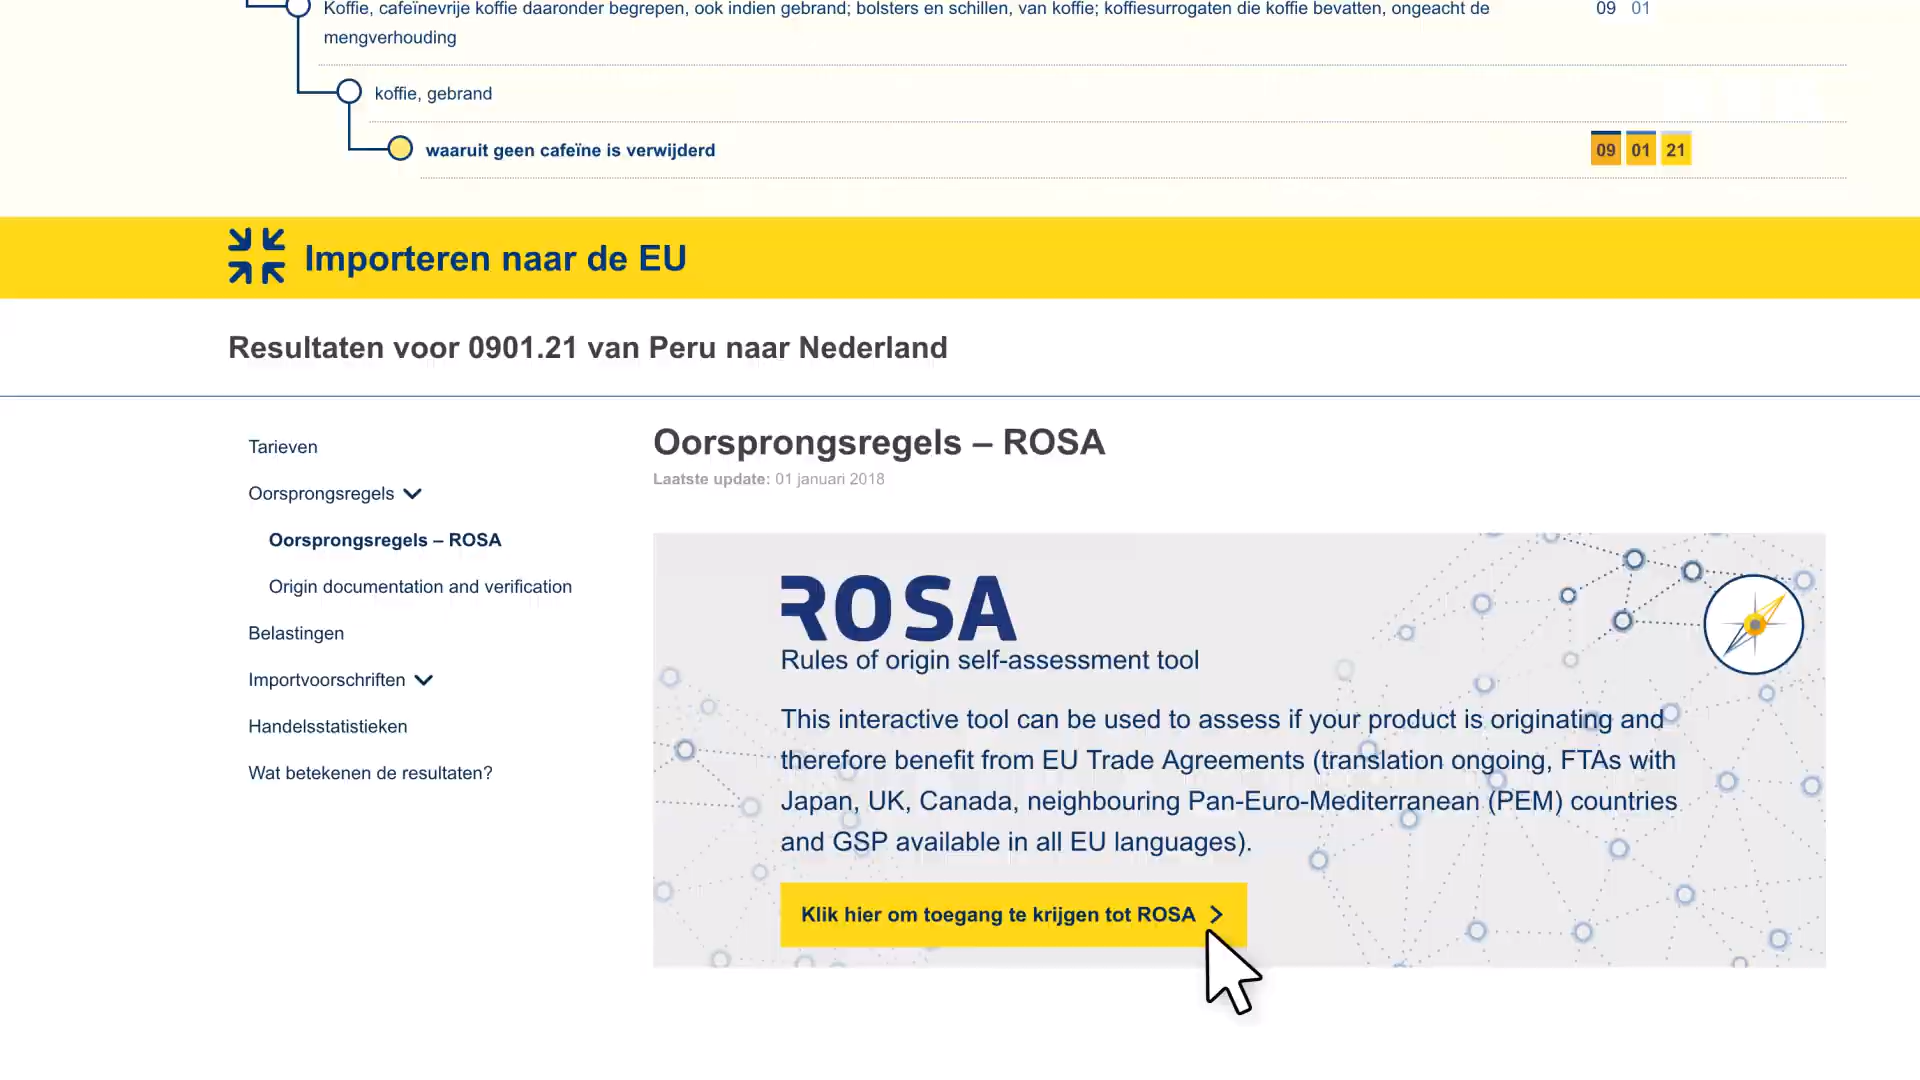 Koffie, cafeïnevrije koffie daaronder begrepen, ook indien gebrand; bolsters en schillen, van koffie; koffiesurrogaten die koffie bevatten, ongeacht de
mengverhouding
09 01
koffie, gebrand
waaruit geen cafeïne is verwijderd
09 01 21
Importeren naar de EU
Resultaten voor 0901.21 van Peru naar Nederland
Tarieven
Oorsprongsregels
Oorsprongsregels – ROSA
Origin documentation and verification
Belastingen
Importvoorschriften
Handelsstatistieken
Wat betekenen de resultaten?
Oorsprongsregels – ROSA
Laatste update: 01 januari 2018
ROSA
Rules of origin self-assessment tool
This interactive tool can be used to assess if your product is originating and
therefore benefit from EU Trade Agreements (translation ongoing, FTAs with
Japan, UK, Canada, neighbouring Pan-Euro-Mediterranean (PEM) countries
and GSP available in all EU languages).
Klik hier om toegang te krijgen tot ROSA